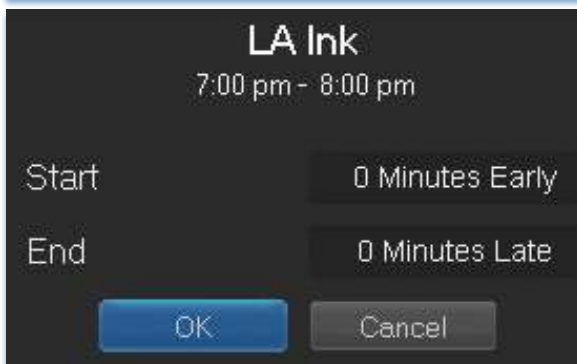 LA Ink
7:00 pm - 8:00 pm
Start 0 Minutes Early
End 0 Minutes Late
OK Cancel